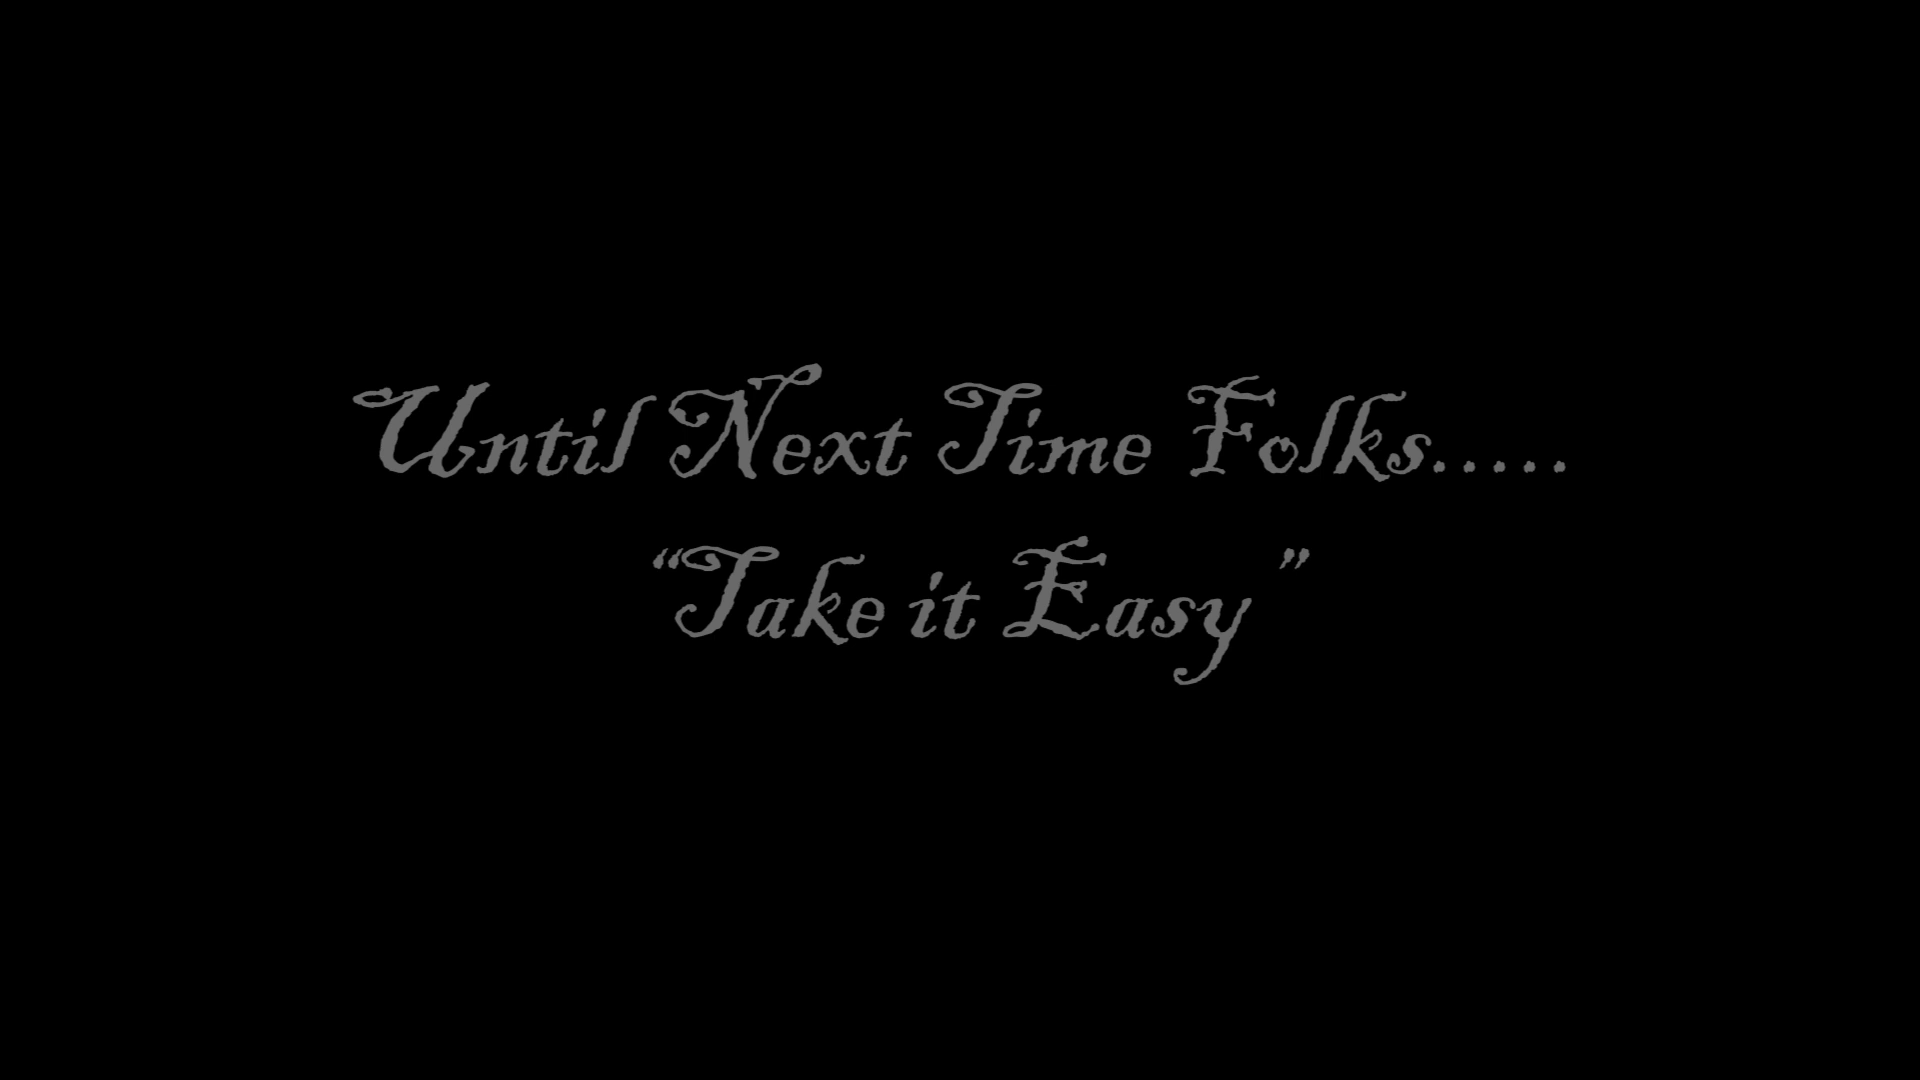 Until Next Time Folks.....
“Take it Easy ”